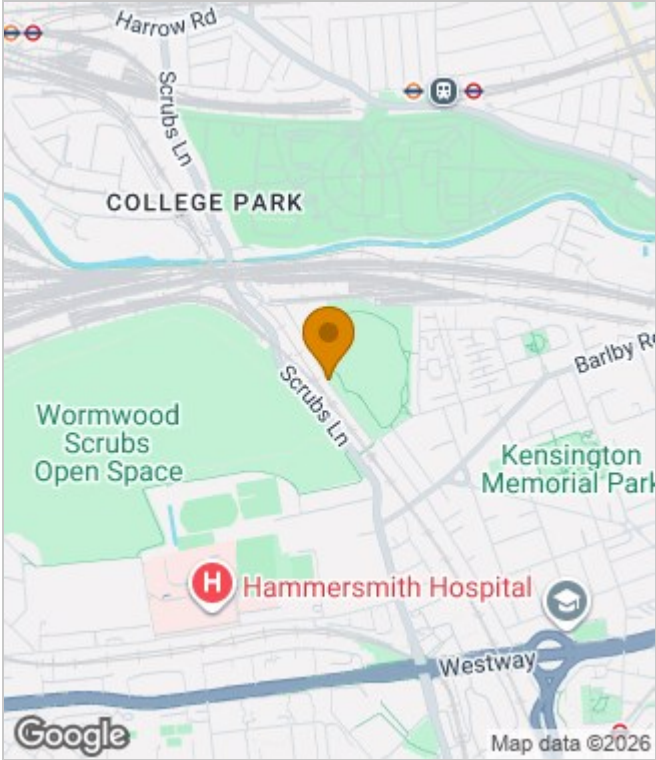 Harrow Rd
Scrubs Ln
COLLEGE PARK
Barlby R
Scrubs Ln
Wormwood
Scrubs
Open Space
Kensington
Memorial Park
H
Hammersmith Hospital
Westway
Google
Map data ©2026